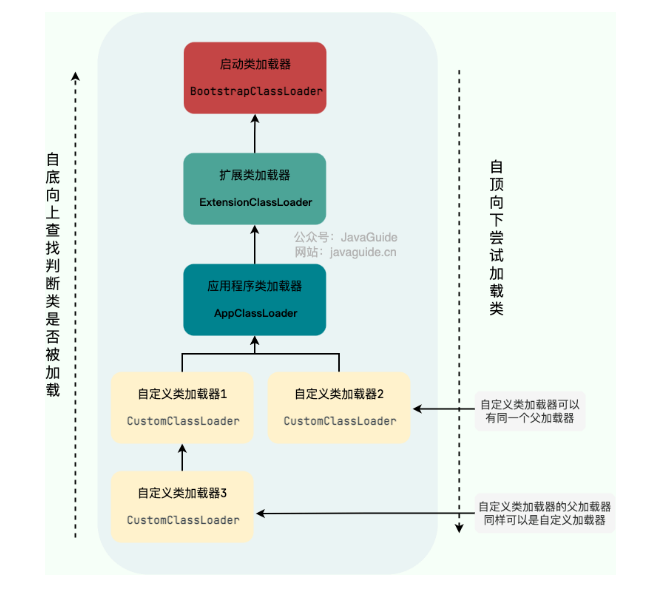 启动类加载器
BootstrapClassLoader
扩展类加载器
ExtensionClassLoader
公众号：JavaGuide
网站：javaguide.cn
应用程序类加载器
AppClassLoader
自定义类加载器1
CustomClassLoader
自定义类加载器2
CustomClassLoader
自定义类加载器3
CustomClassLoader
自底向上查找判断类是否被加载
自顶向下尝试加载类
自定义类加载器可以
有同一个父加载器
自定义类加载器的父加载器
同样可以是自定义加载器